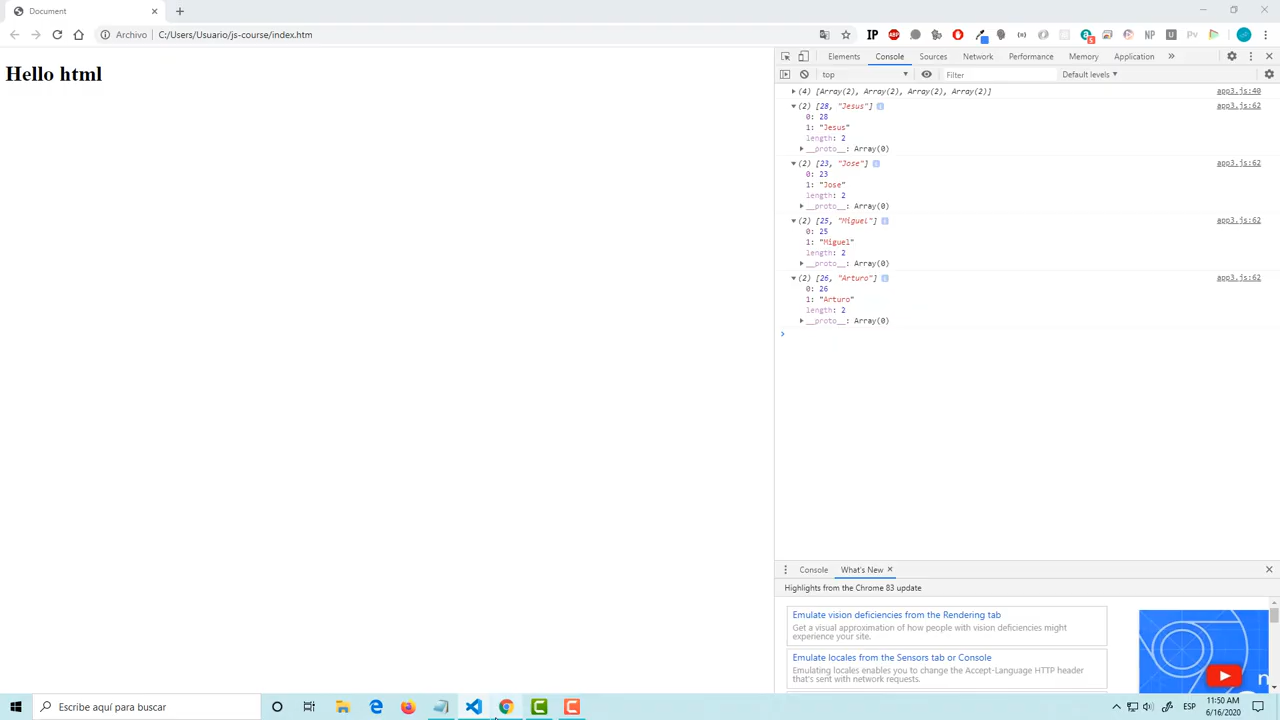 Document
Archivo C:/Users/Usuario/js-course/index.htm
IP ABP NP U Pv
Hello html
Elements Console Sources Network Performance Memory Application »
top Filter Default levels
(4) [Array(2), Array(2), Array(2), Array(2)] app3.js:40
(2) [28, "Jesus"] app3.js:62
0: 28
1: "Jesus"
length: 2
__proto__: Array(0)
(2) [23, "Jose"] app3.js:62
0: 23
1: "Jose"
length: 2
__proto__: Array(0)
(2) [25, "Miguel"] app3.js:62
0: 25
1: "Miguel"
length: 2
__proto__: Array(0)
(2) [26, "Arturo"] app3.js:62
0: 26
1: "Arturo"
length: 2
__proto__: Array(0)
Console What's New
Highlights from the Chrome 83 update
Emulate vision deficiencies from the Rendering tab
Get a visual approximation of how people with vision deficiencies might
experience your site.
Emulate locales from the Sensors tab or Console
Emulating locales enables you to change the Accept-Language HTTP header
that's sent with network requests.
Escribe aquí para buscar
ESP
11:50 AM
6/16/2020